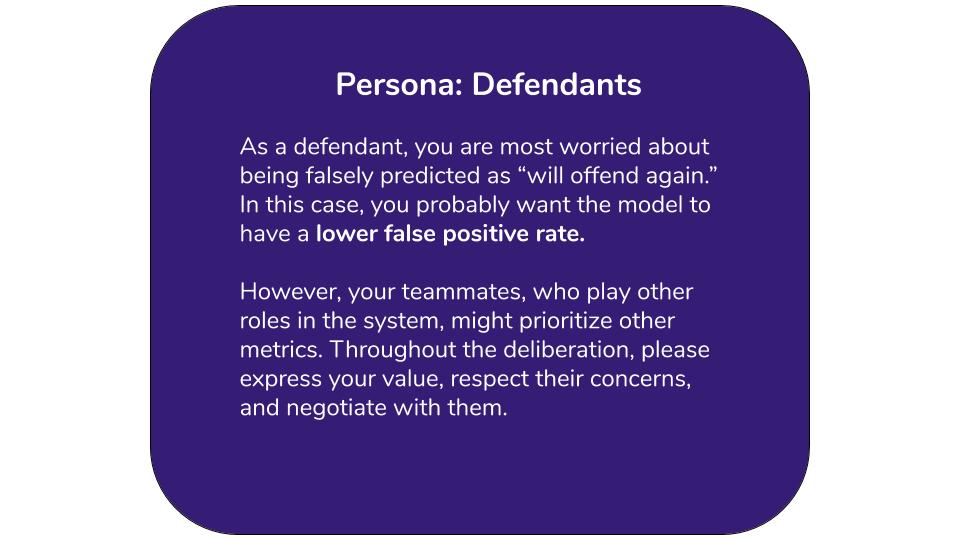 Persona: Defendants
As a defendant, you are most worried about
being falsely predicted as “will offend again.”
In this case, you probably want the model to
have a lower false positive rate.
However, your teammates, who play other
roles in the system, might prioritize other
metrics. Throughout the deliberation, please
express your value, respect their concerns,
and negotiate with them.